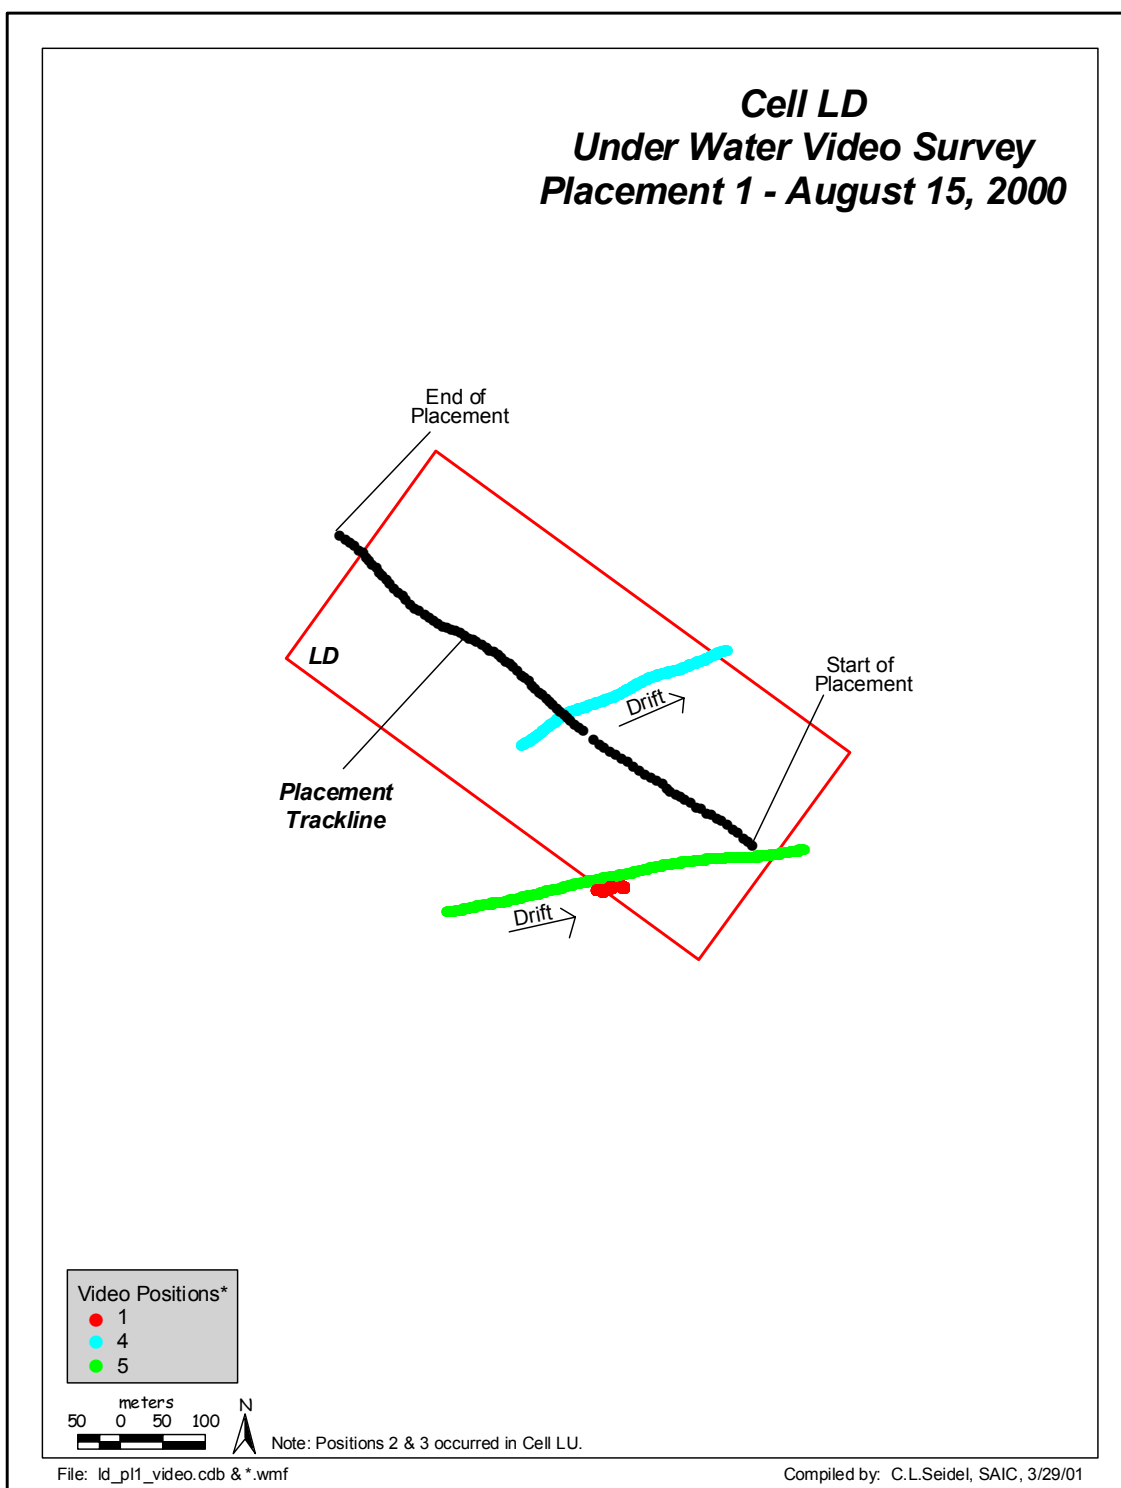 Cell LD
Under Water Video Survey
Placement 1 - August 15, 2000
End of
Placement
LD
Start of
Placement
Drift
Placement
Trackline
Drift
Video Positions*
1
4
5
meters
50 0 50 100
N
Note: Positions 2 & 3 occurred in Cell LU.
File: ld_pl1_video.cdb & *.wmf
Compiled by: C.L.Seidel, SAIC, 3/29/01